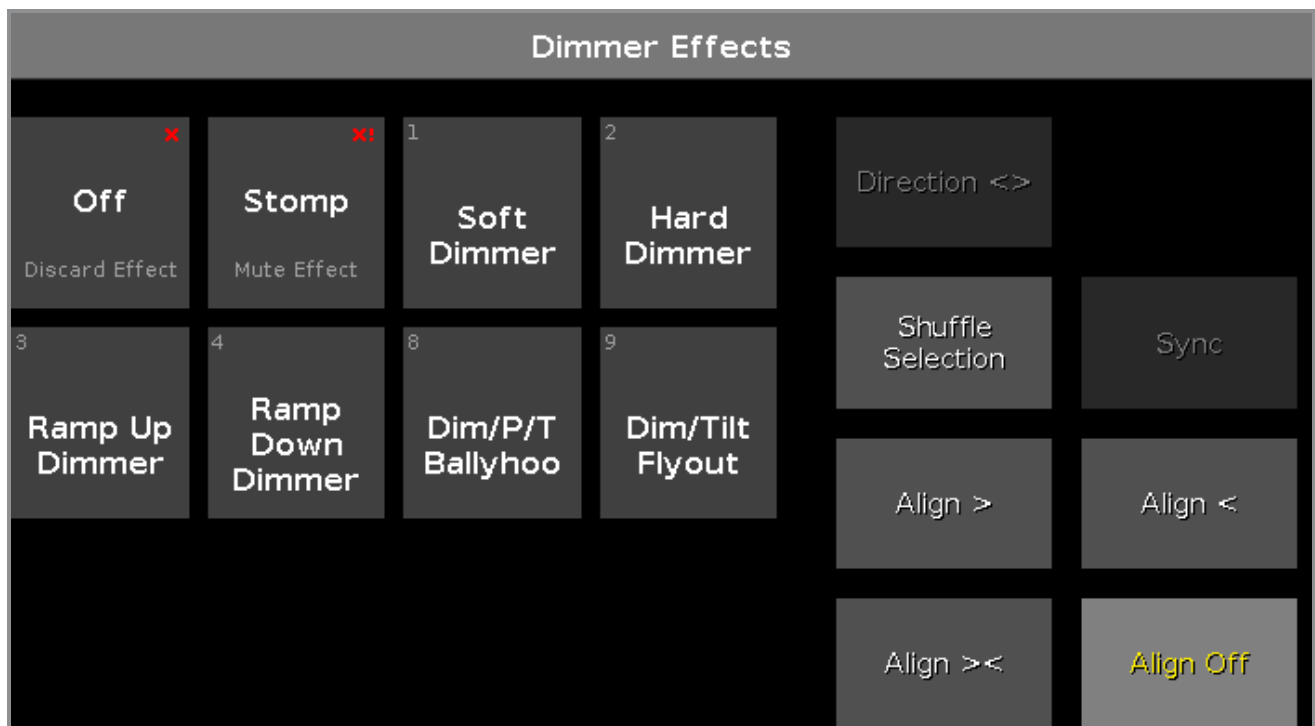 Dimmer Effects
x
Off
Discard Effect
x!
Stomp
Mute Effect
1
Soft
Dimmer
2
Hard
Dimmer
Direction <>
Shuffle
Selection
Sync
3
Ramp Up
Dimmer
4
Ramp
Down
Dimmer
8
Dim/P/T
Ballyhoo
9
Dim/Tilt
Flyout
Align >
Align <
Align ><
Align Off